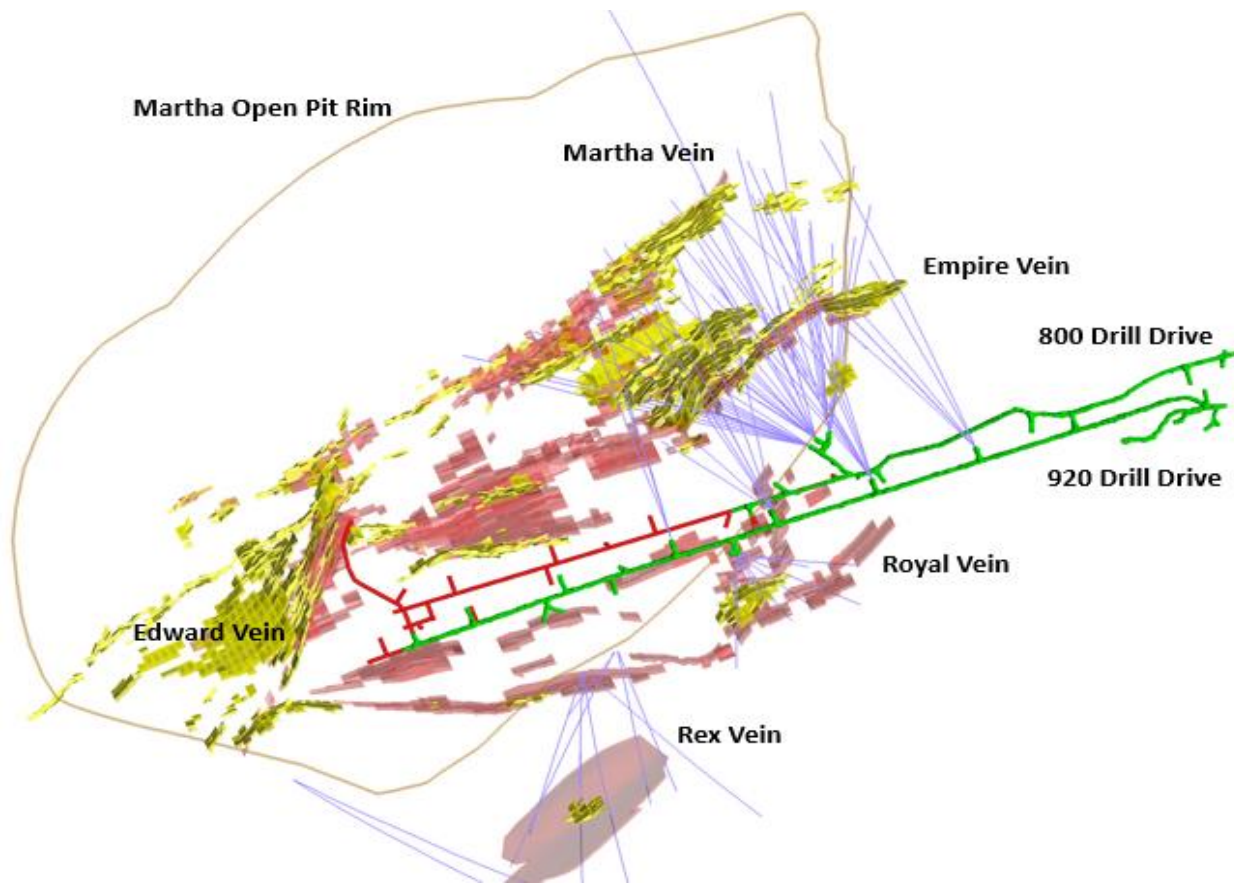 Martha Open Pit Rim
Martha Vein
Empire Vein
800 Drill Drive
920 Drill Drive
Royal Vein
Edward Vein
Rex Vein